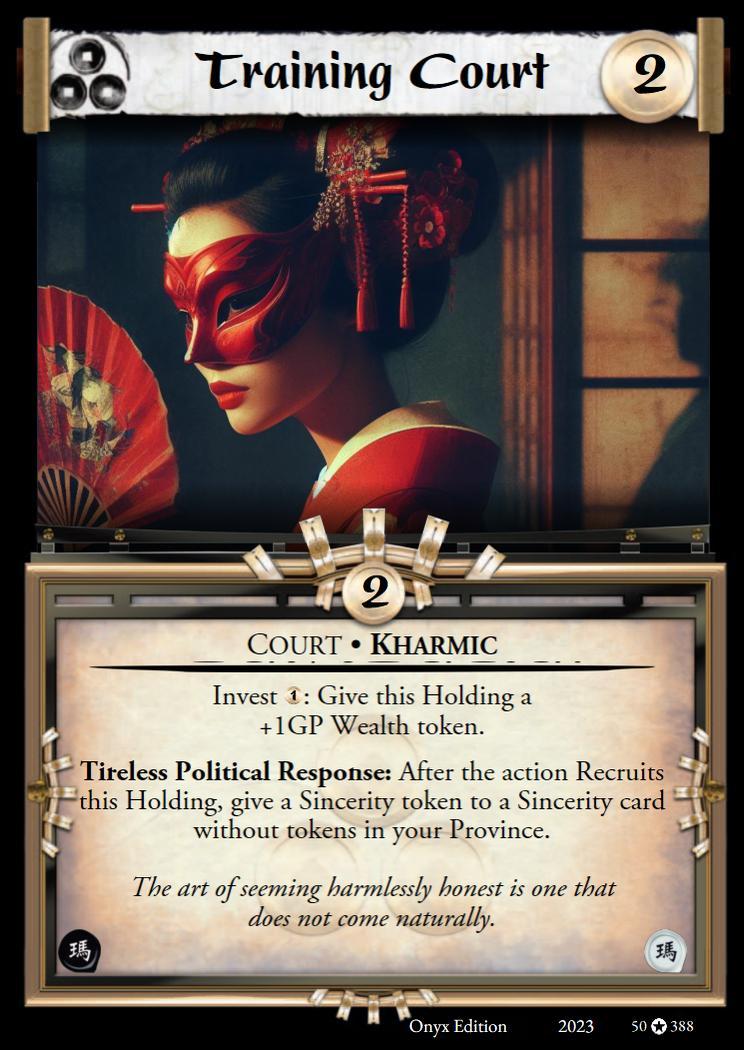 Training Court
2
2
Court • Kharmic
Invest 1: Give this Holding a
+1GP Wealth token.
Tireless Political Response: After the action Recruits
this Holding, give a Sincerity token to a Sincerity card
without tokens in your Province.
The art of seeming harmlessly honest is one that
does not come naturally.
瑪
瑪
Onyx Edition 2023 50 388